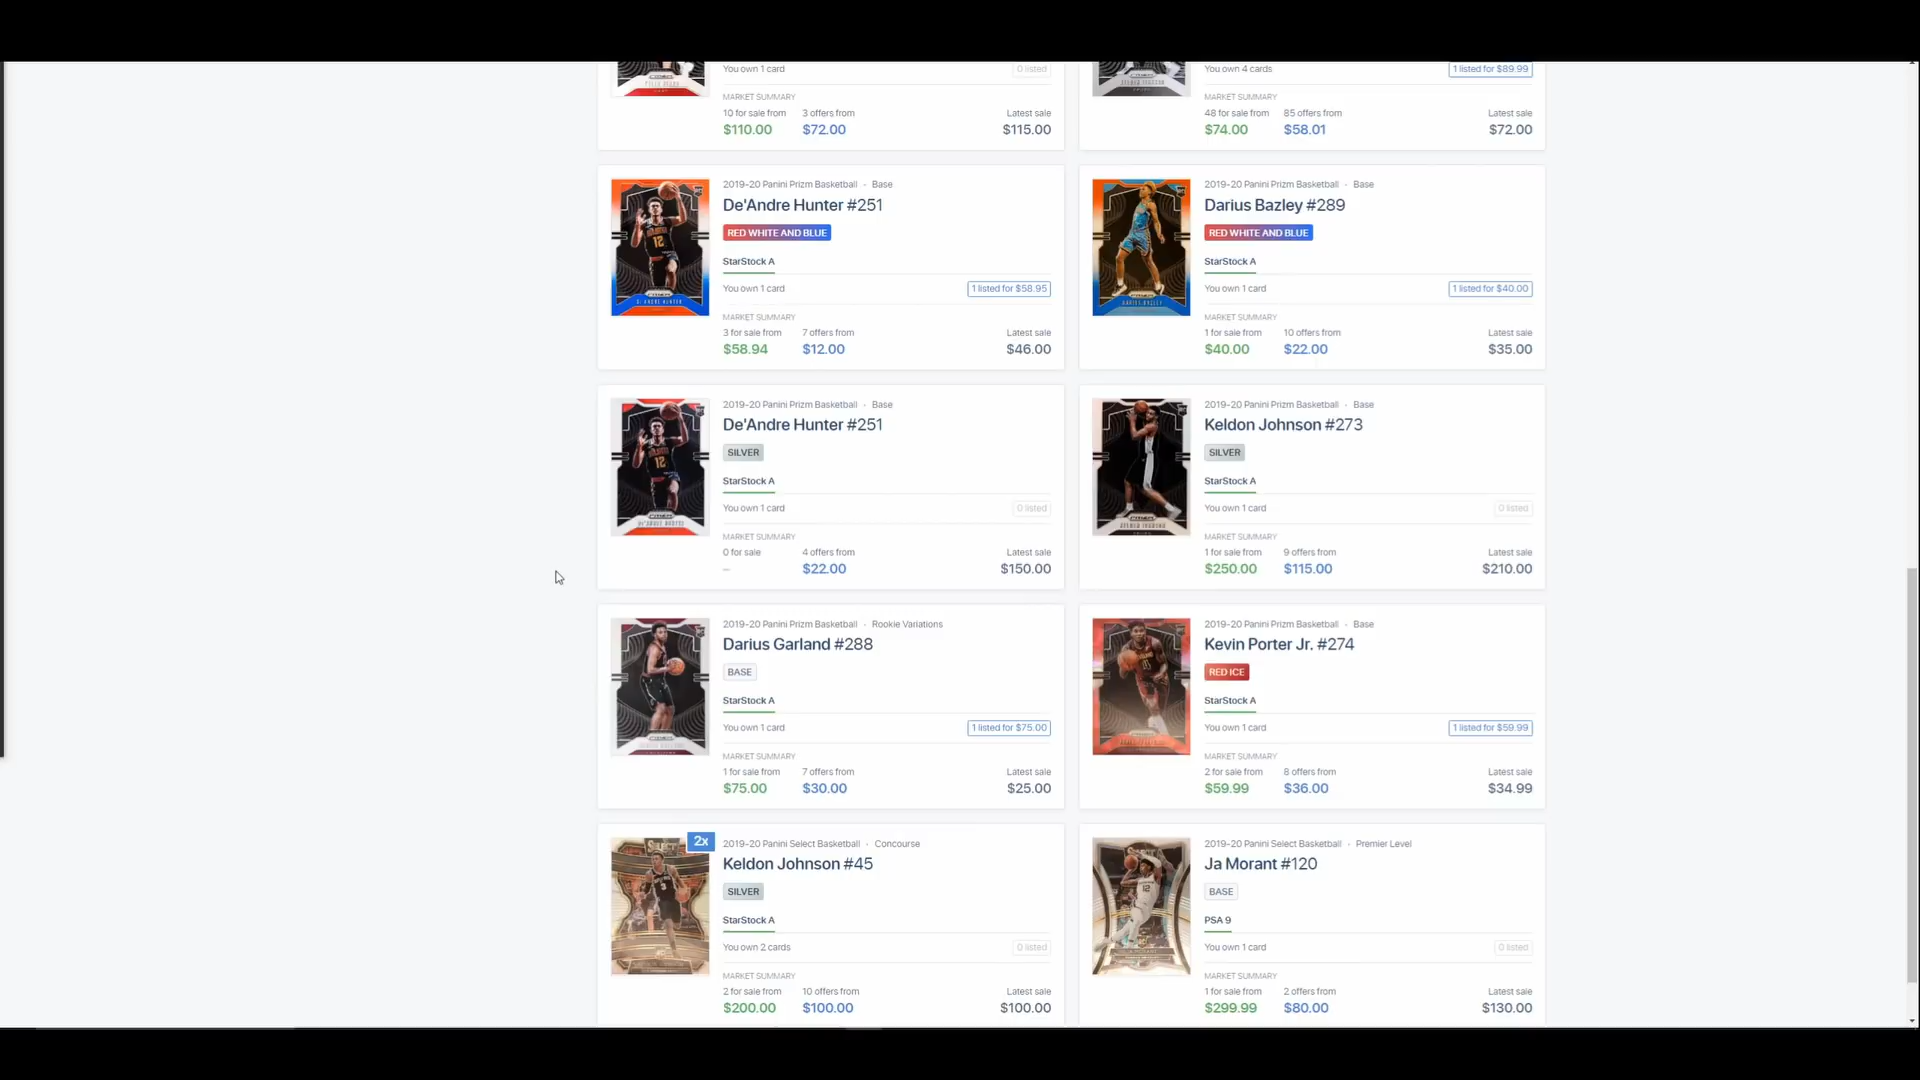 You own 1 card
0 listed
MARKET SUMMARY
10 for sale from
3 offers from
Latest sale
$110.00
$72.00
$115.00
You own 4 cards
1 listed for $89.99
MARKET SUMMARY
48 for sale from
85 offers from
Latest sale
$74.00
$58.01
$72.00
2019-20 Panini Prizm Basketball - Base
De'Andre Hunter #251
RED WHITE AND BLUE
StarStock A
You own 1 card
1 listed for $58.95
MARKET SUMMARY
3 for sale from
7 offers from
Latest sale
$58.94
$12.00
$46.00
2019-20 Panini Prizm Basketball - Base
Darius Bazley #289
RED WHITE AND BLUE
StarStock A
You own 1 card
1 listed for $40.00
MARKET SUMMARY
1 for sale from
10 offers from
Latest sale
$40.00
$22.00
$35.00
2019-20 Panini Prizm Basketball - Base
De'Andre Hunter #251
SILVER
StarStock A
You own 1 card
0 listed
MARKET SUMMARY
0 for sale
4 offers from
Latest sale
–
$22.00
$150.00
2019-20 Panini Prizm Basketball - Base
Keldon Johnson #273
SILVER
StarStock A
You own 1 card
0 listed
MARKET SUMMARY
1 for sale from
9 offers from
Latest sale
$250.00
$115.00
$210.00
2019-20 Panini Prizm Basketball - Rookie Variations
Darius Garland #288
BASE
StarStock A
You own 1 card
1 listed for $75.00
MARKET SUMMARY
1 for sale from
7 offers from
Latest sale
$75.00
$30.00
$25.00
2019-20 Panini Prizm Basketball - Base
Kevin Porter Jr. #274
RED ICE
StarStock A
You own 1 card
1 listed for $59.99
MARKET SUMMARY
2 for sale from
8 offers from
Latest sale
$59.99
$36.00
$34.99
2x
2019-20 Panini Select Basketball - Concourse
Keldon Johnson #45
SILVER
StarStock A
You own 2 cards
0 listed
MARKET SUMMARY
2 for sale from
10 offers from
Latest sale
$200.00
$100.00
$100.00
2019-20 Panini Select Basketball - Premier Level
Ja Morant #120
BASE
PSA 9
You own 1 card
0 listed
MARKET SUMMARY
1 for sale from
2 offers from
Latest sale
$299.99
$80.00
$130.00